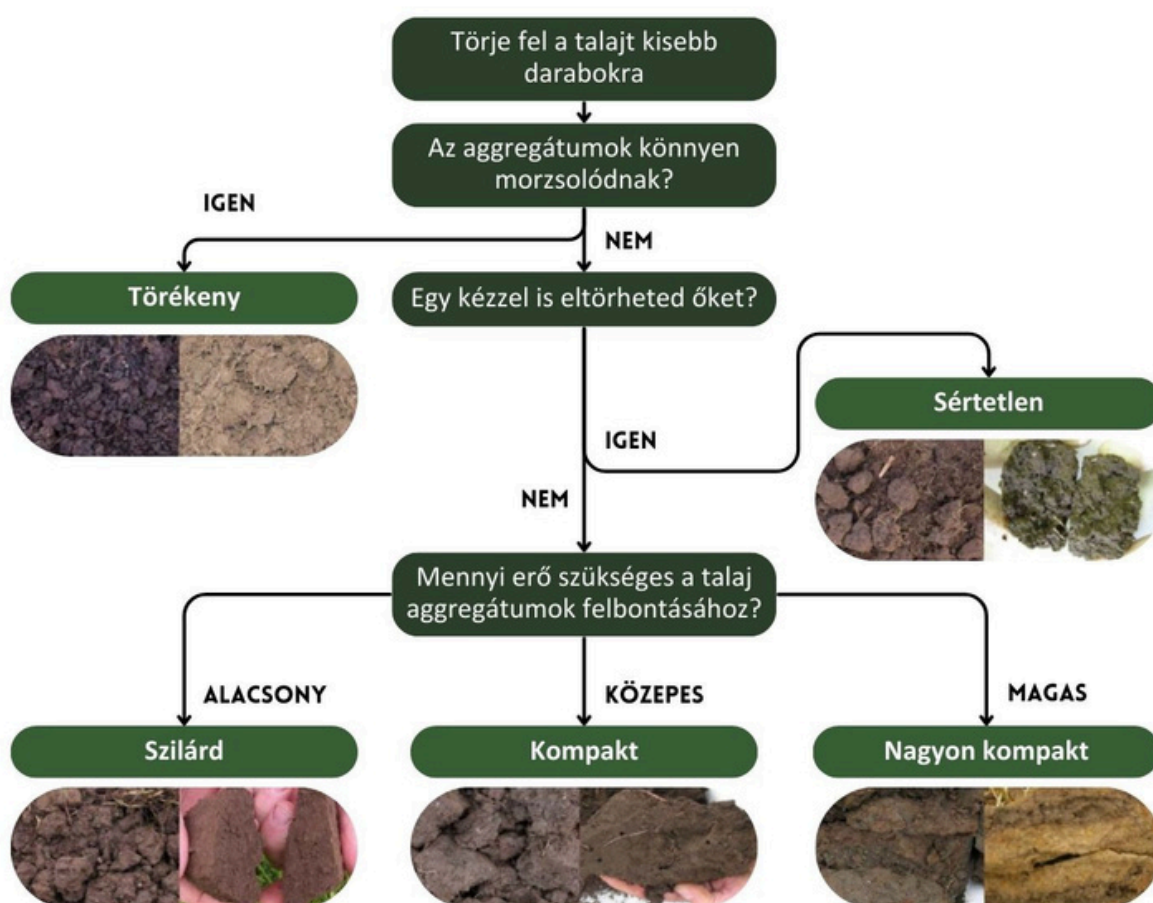 Törje fel a talajt kisebb
darabokra
Az aggregátumok könnyen
morzsolódnak?
IGEN
NEM
Törékeny
Egy kézzel is eltörheted őket?
Sértetlen
IGEN
NEM
Mennyi erő szükséges a talaj
aggregátumok felbontásához?
ALACSONY
KÖZEPES
MAGAS
Szilárd
Kompakt
Nagyon kompakt